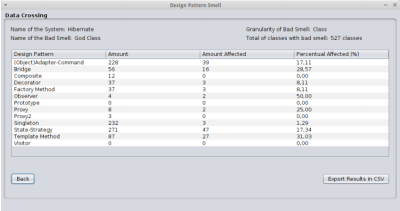 Design Pattern Smell
Data Crossing
Name of the System: Hibernate
Granularity of Bad Smell: Class
Name of the Bad Smell: God Class
Total of classes with bad smell: 527 classes
Design Pattern Amount Amount Affected Percentual Affected (%)
(Object)Adapter-Command 228 39 17,11
Bridge 56 16 28,57
Composite 12 0 0,00
Decorator 37 3 8,11
Factory Method 37 3 8,11
Observer 4 2 50,00
Prototype 0 0 0,00
Proxy 8 2 25,00
Proxy2 3 0 0,00
Singleton 232 3 1,29
State-Strategy 271 47 17,34
Template Method 87 27 31,03
Visitor 0 0 0,00
Back
Export Results in CSV